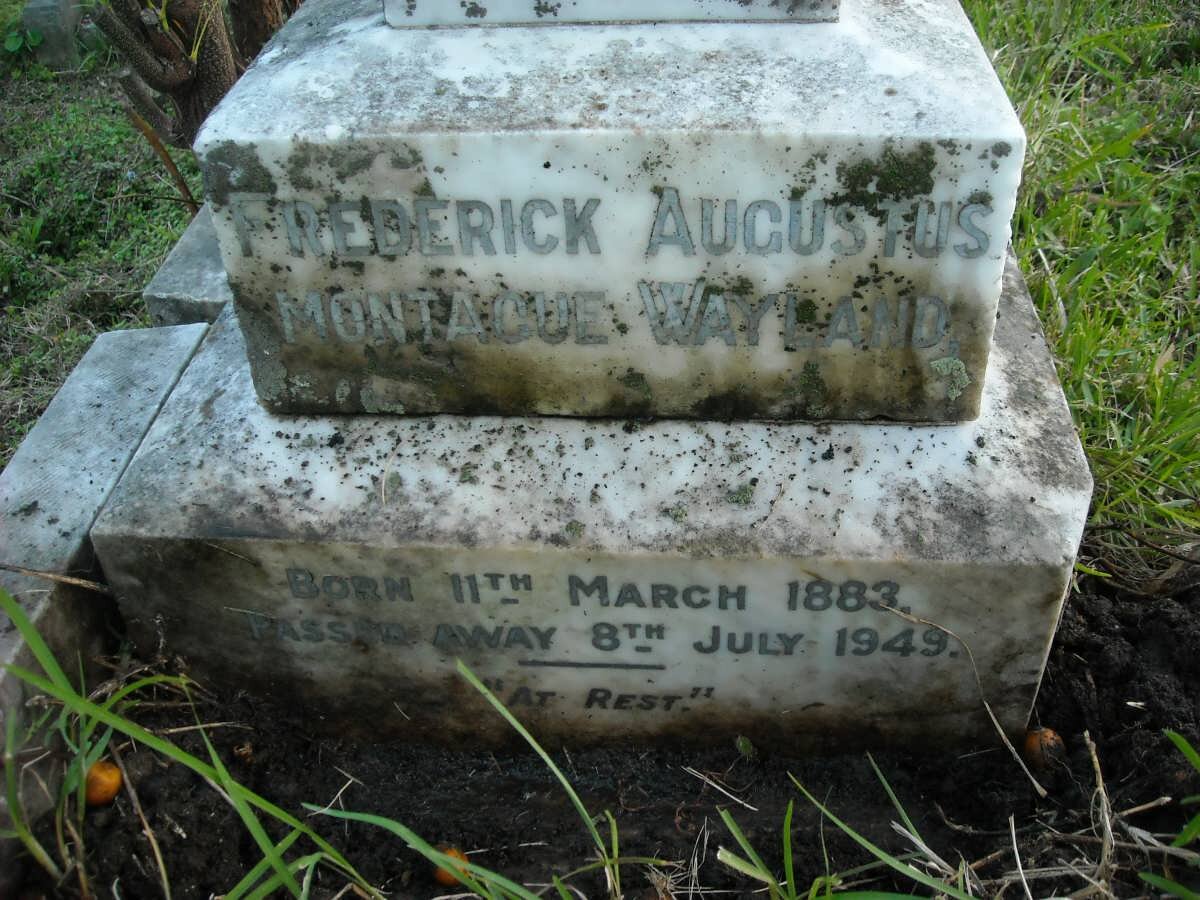 FREDERICK AUGUSTUS
MONTAGUE WAYLAND,
BORN 11TH MARCH 1883.
PASSED AWAY 8TH JULY 1949.
"AT REST."